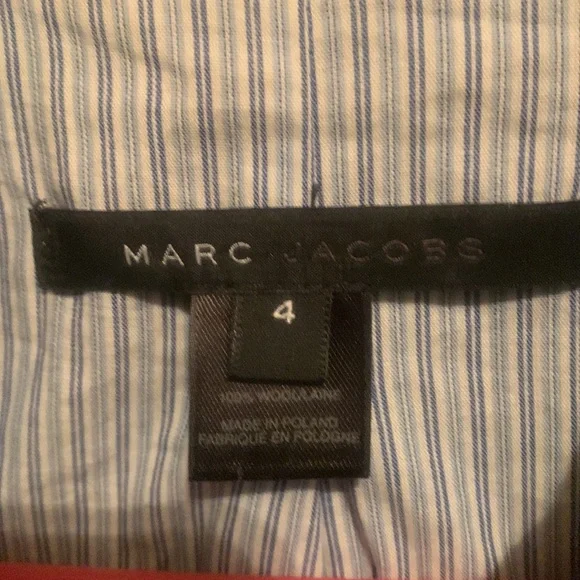 MARC JACOBS
4
100% WOOL/LAINE
MADE IN POLAND
FABRIQUE EN POLOGNE